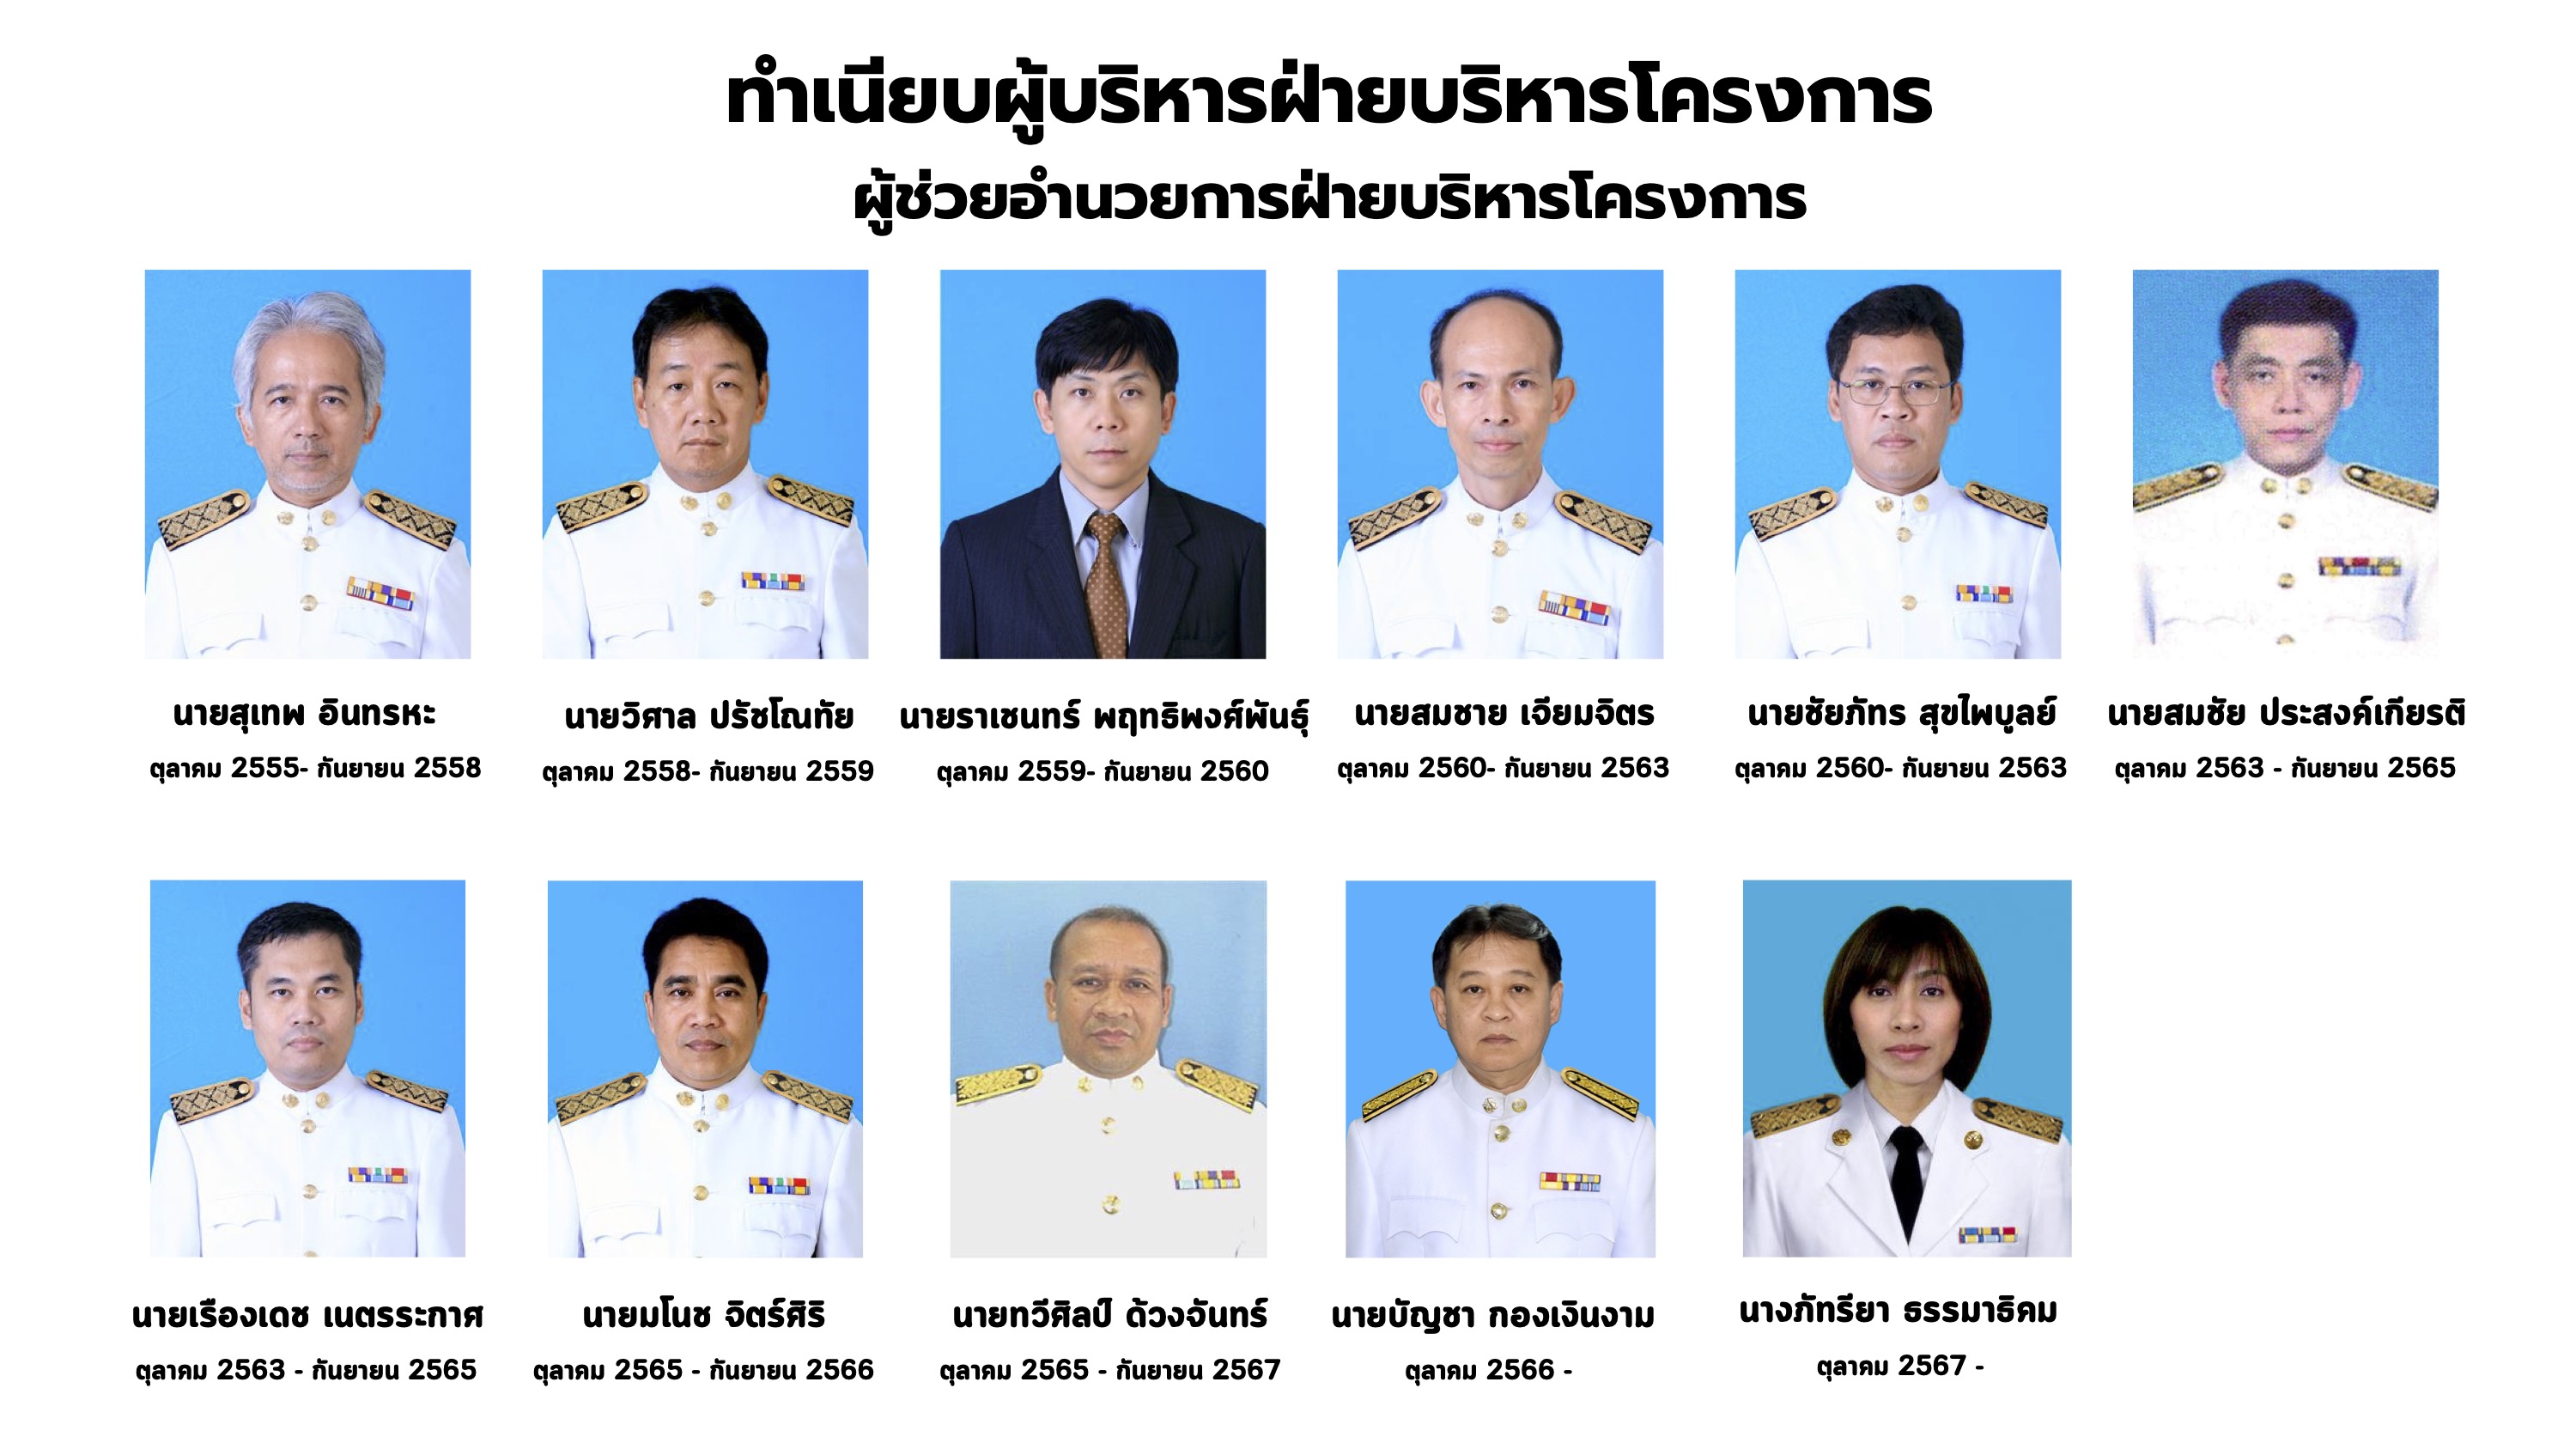 ทำเนียบผู้บริหารฝ่ายบริหารโครงการ
ผู้ช่วยอำนวยการฝ่ายบริหารโครงการ
นายสุเทพ อินทรหะ
ตุลาคม 2555- กันยายน 2558
นายวิศาล ปรัชโณทัย
ตุลาคม 2558- กันยายน 2559
นายราเชนทร์ พฤทธิพงศ์พันธุ์
ตุลาคม 2559- กันยายน 2560
นายสมชาย เจียมจิตร
ตุลาคม 2560- กันยายน 2563
นายชัยภัทร สุขไพบูลย์
ตุลาคม 2560- กันยายน 2563
นายสมชัย ประสงค์เกียรติ
ตุลาคม 2563 - กันยายน 2565
นายเรืองเดช เนตรระกาศ
ตุลาคม 2563 - กันยายน 2565
นายมโนช จิตร์ศิริ
ตุลาคม 2565 - กันยายน 2566
นายทวีศิลป์ ด้วงจันทร์
ตุลาคม 2565 - กันยายน 2567
นายบัญชา กองเงินงาม
ตุลาคม 2566 -
นางภัทรียา ธรรมาธิคม
ตุลาคม 2567 -